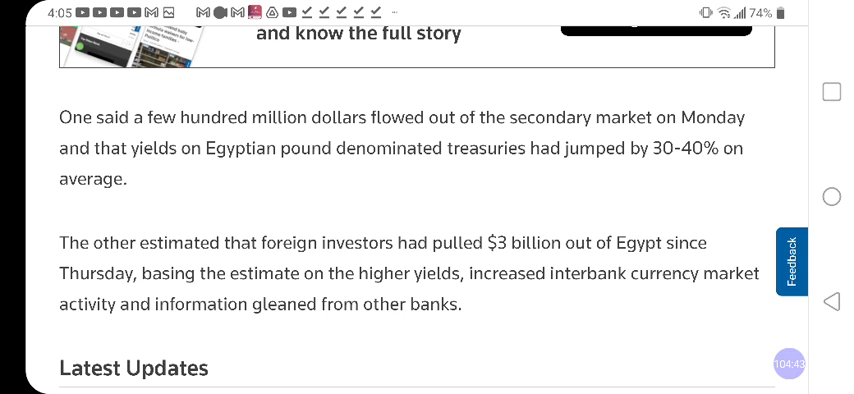 4:05
74%
and know the full story
One said a few hundred million dollars flowed out of the secondary market on Monday
and that yields on Egyptian pound denominated treasuries had jumped by 30-40% on
average.
The other estimated that foreign investors had pulled $3 billion out of Egypt since
Thursday, basing the estimate on the higher yields, increased interbank currency market
activity and information gleaned from other banks.
Feedback
Latest Updates
104:43